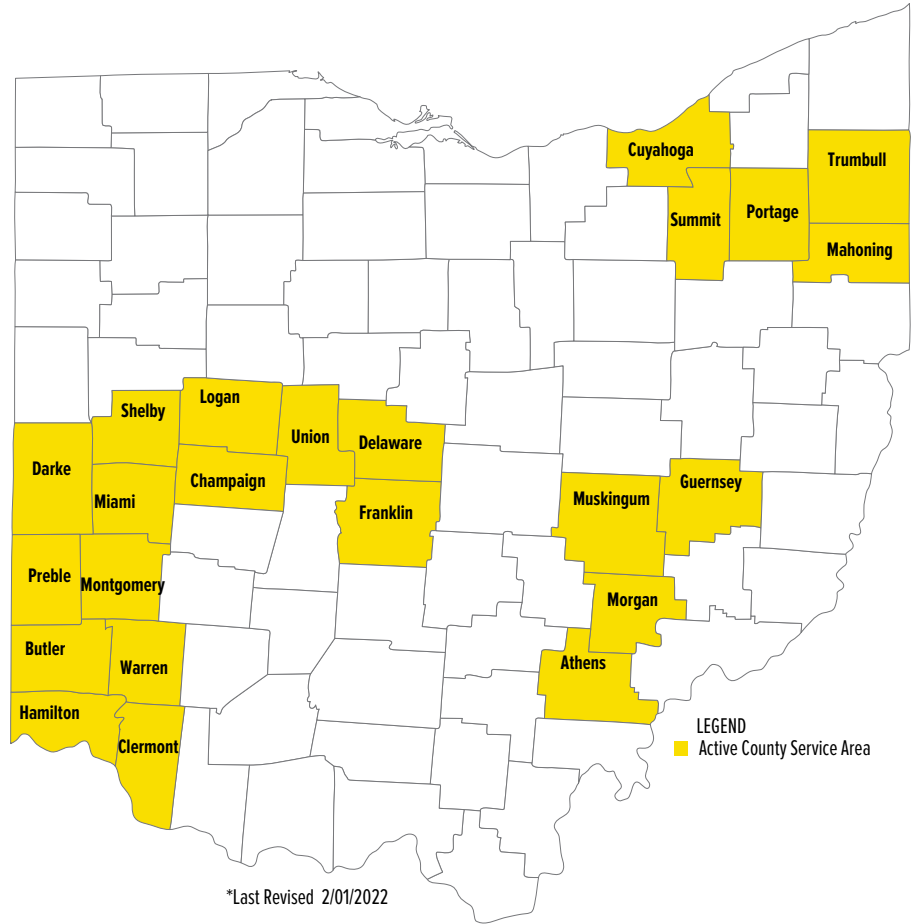 Cuyahoga
Trumbull
Summit
Portage
Mahoning
Logan
Shelby
Union
Delaware
Darke
Champaign
Miami
Franklin
Muskingum
Guernsey
Preble
Montgomery
Morgan
Butler
Warren
Athens
Hamilton
Clermont
LEGEND
Active County Service Area
*Last Revised 2/01/2022